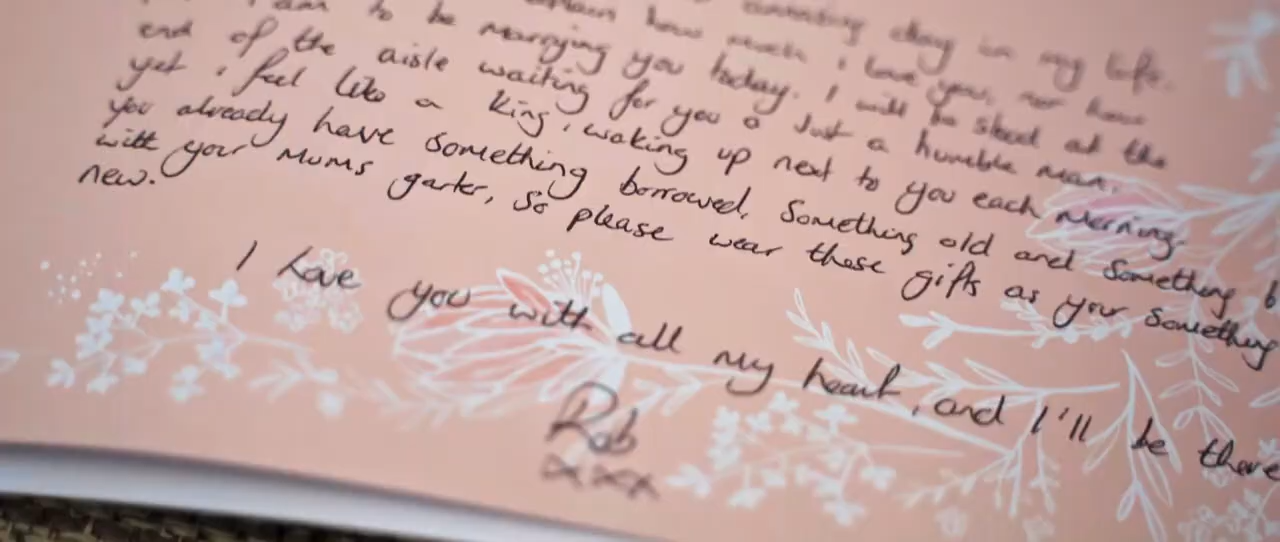 amazing day in my life.
how much i love you, nor how
I am to be marrying you today. I will be stood at the
end of the aisle waiting for you a Just a humble man,
yet i feel like a king, waking up next to you each Morning.
you already have something borrowed, Something old and Something b
with your Mums garter, So please wear these gifts as your Something
new.
I love you with all my heart, and I'll be there
Rob
xxx